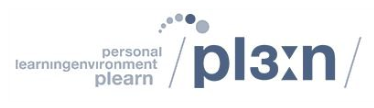 personal
learningenvironment
plearn / pl3:n /